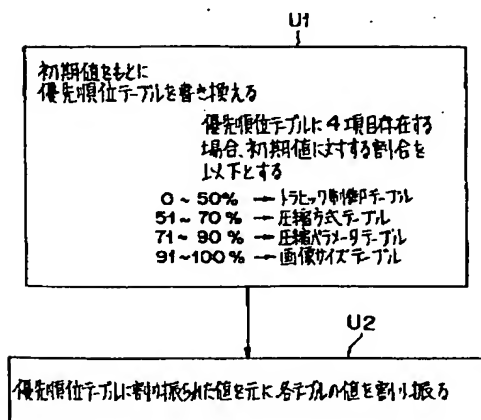 U1
初期値をもとに
優先順位テーブルを書き換える
優先順位テーブルに4項目存在する
場合、初期値に対する割合を
以下とする
0~50% → トラヒック制御テーブル
51~70% → 圧縮方式テーブル
71~90% → 圧縮パラメータテーブル
91~100% → 画像サイズテーブル
U2
優先順位テーブルに割り振られた値を元に各テーブルの値を割り振る